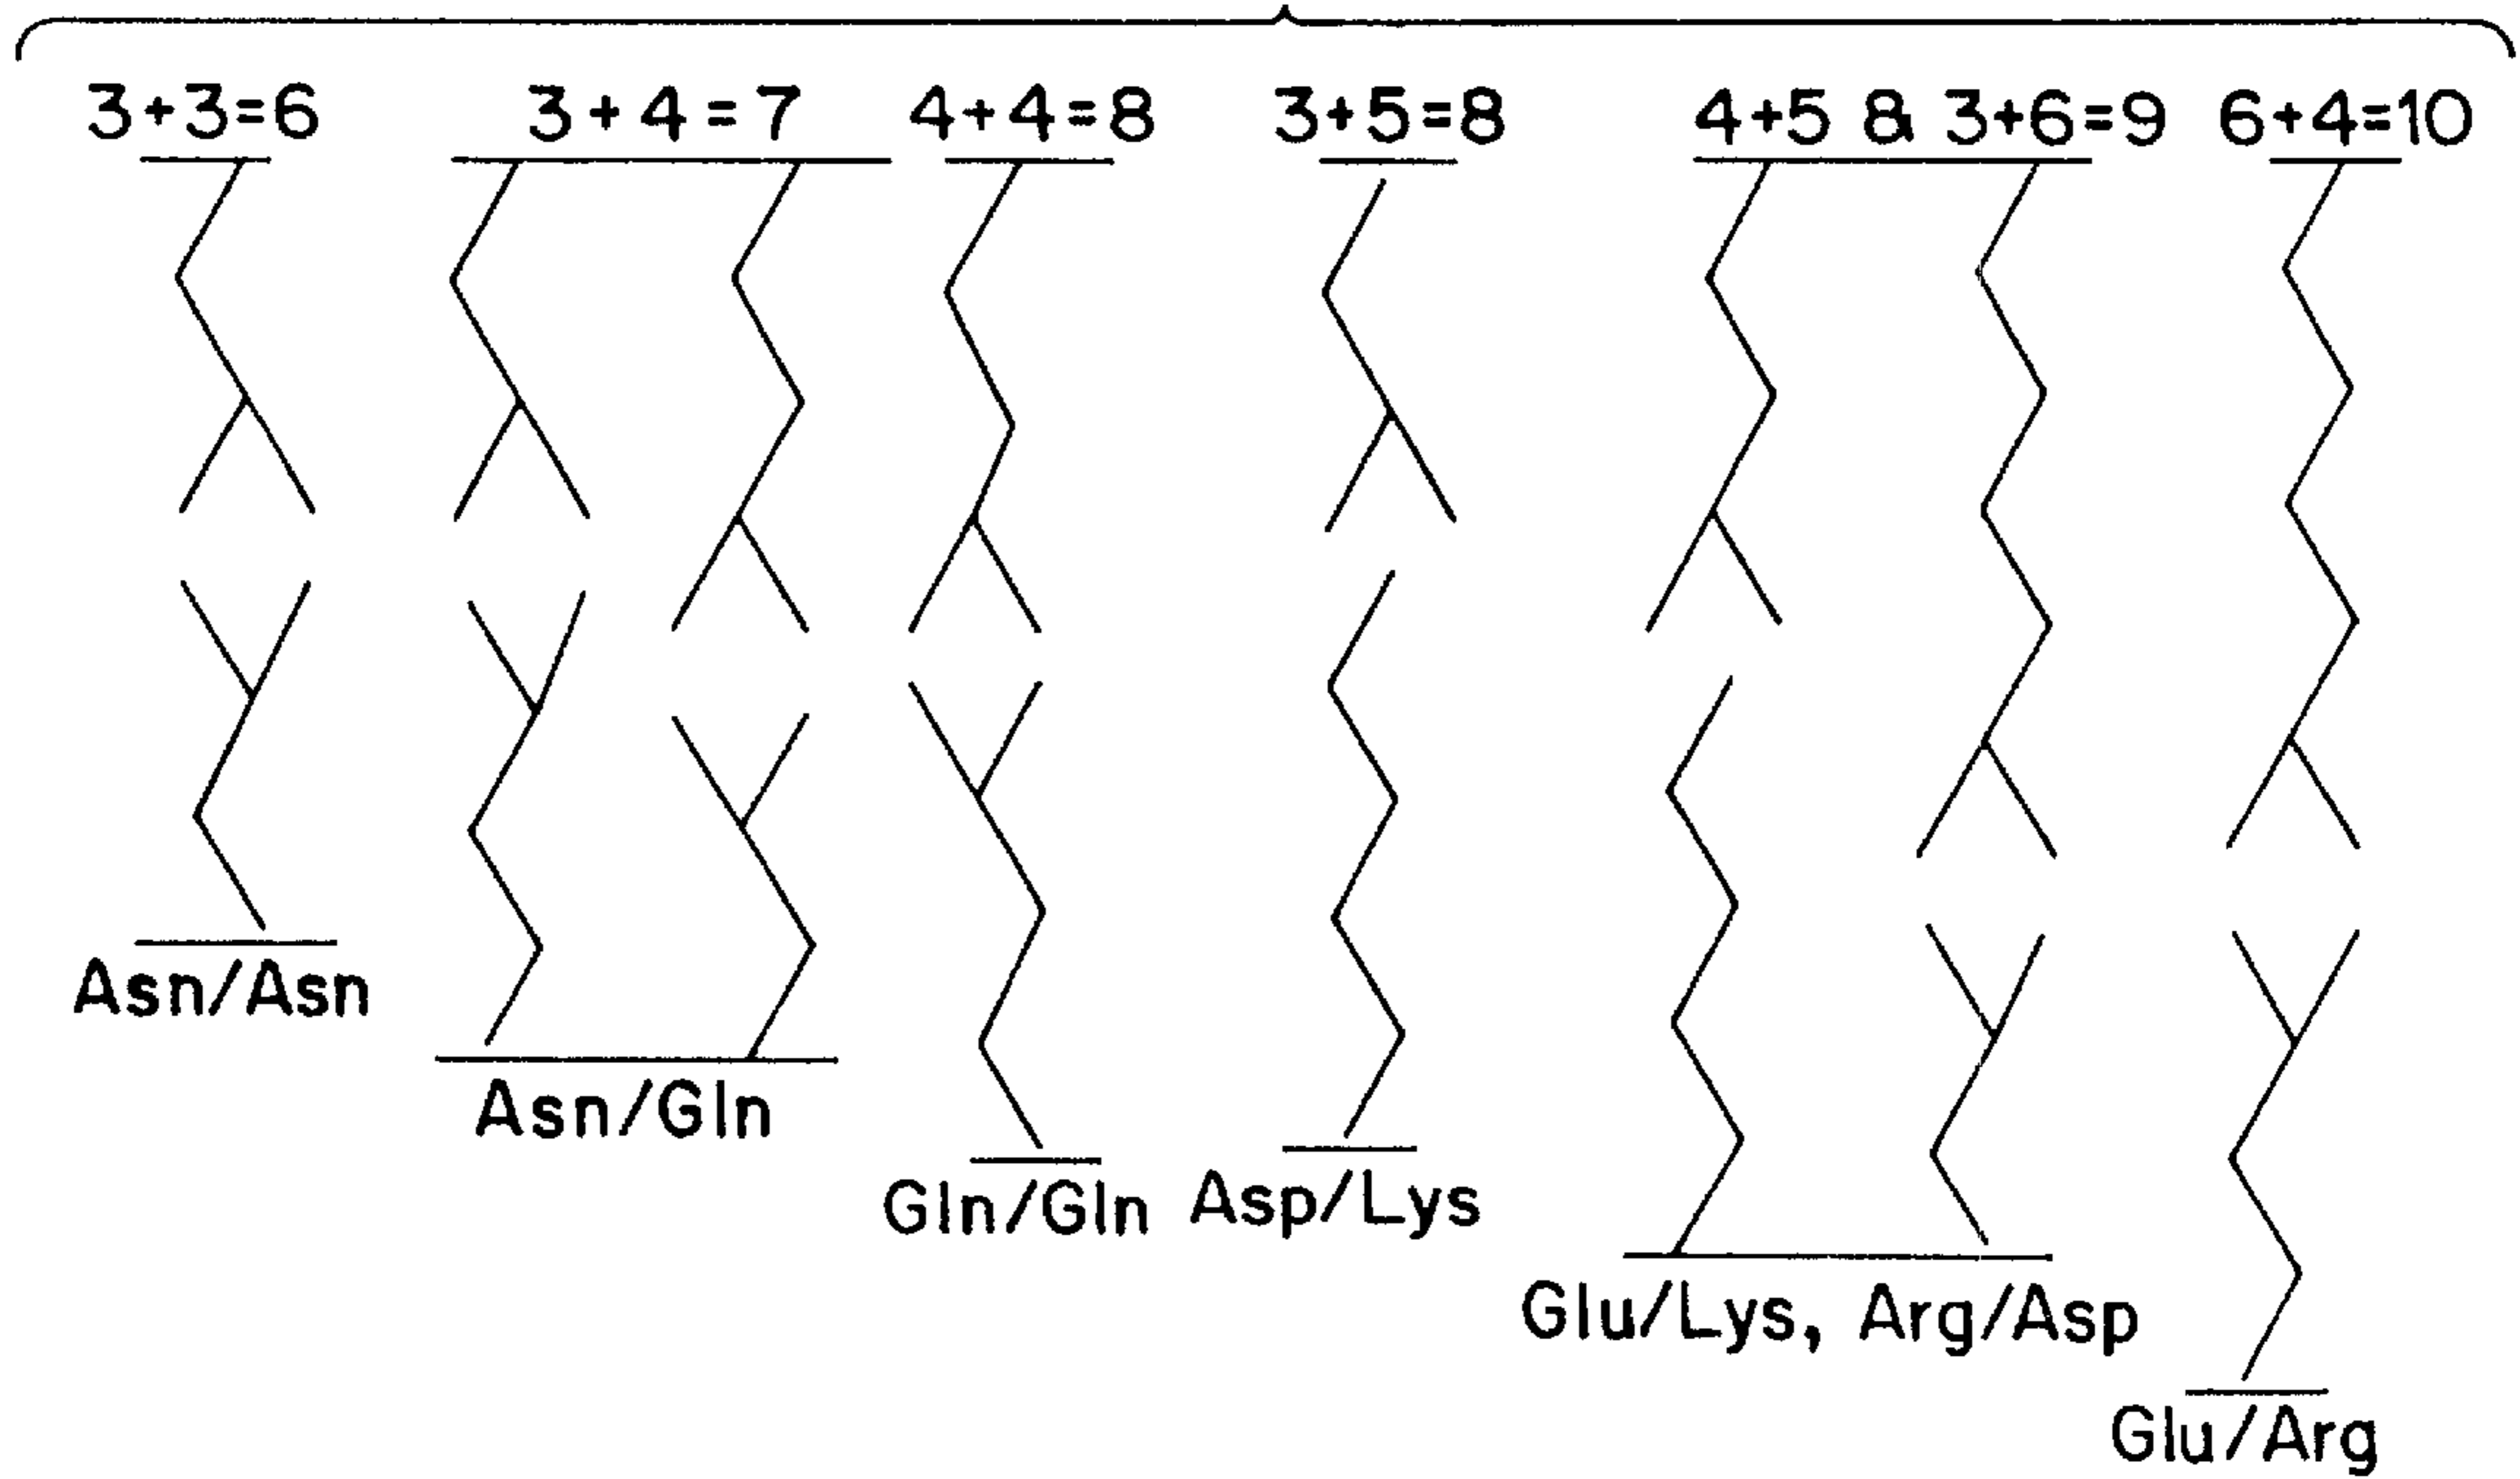 3+3=6 3+4=7 4+4=8 3+5=8 4+5 & 3+6=9 6+4=10
Asn/Asn
Asn/Gln
Gln/Gln Asp/Lys
Glu/Lys, Arg/Asp
Glu/Arg